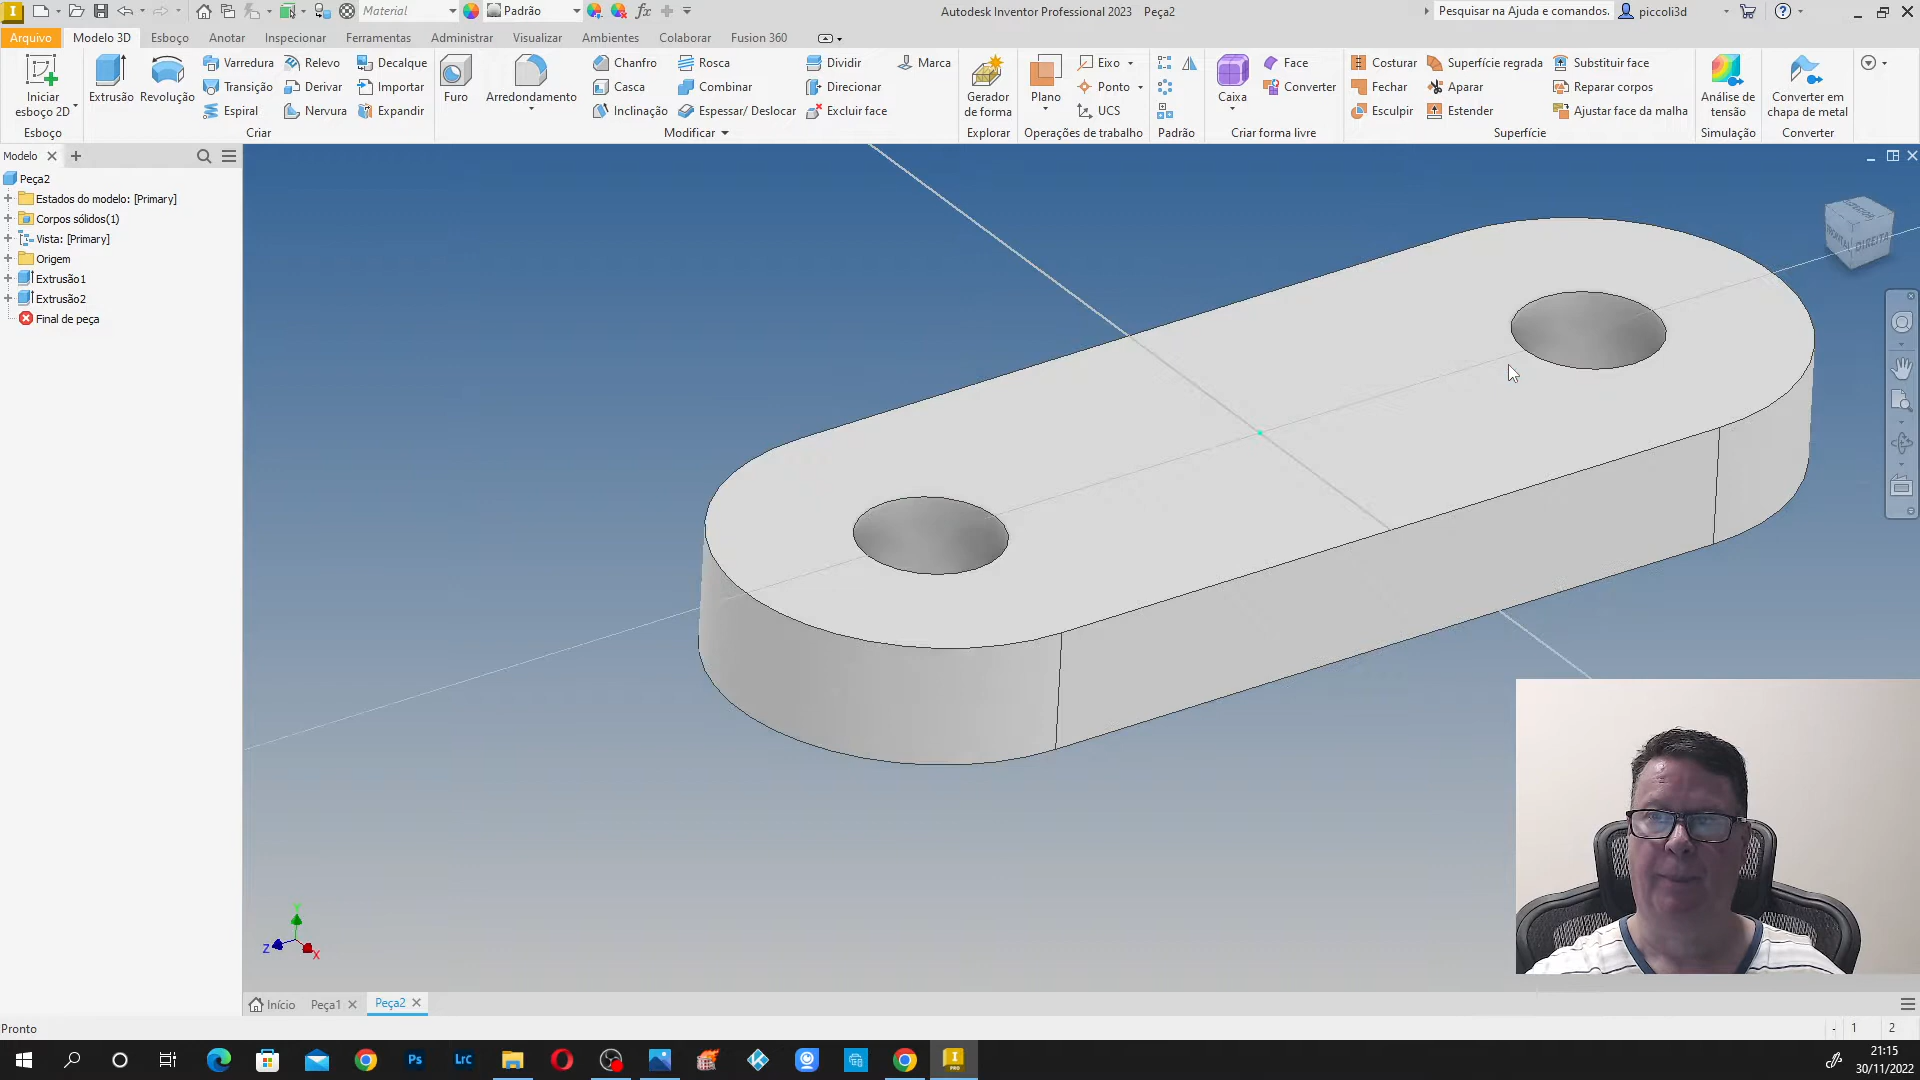 Material
Padrão
Autodesk Inventor Professional 2023 Peça2
Pesquisar na Ajuda e comandos.
piccoli3d
Arquivo
Modelo 3D
Esboço
Anotar
Inspecionar
Ferramentas
Administrar
Visualizar
Ambientes
Colaborar
Fusion 360
Iniciar
esboço 2D
Esboço
Extrusão
Revolução
Varredura
Transição
Espiral
Relevo
Derivar
Nervura
Decalque
Importar
Expandir
Criar
Furo
Arredondamento
Chanfro
Casca
Inclinação
Rosca
Combinar
Espessar/ Deslocar
Dividir
Direcionar
Excluir face
Marca
Modificar
Gerador
de forma
Explorar
Plano
Eixo
Ponto
UCS
Operações de trabalho
Padrão
Caixa
Face
Converter
Criar forma livre
Costurar
Fechar
Esculpir
Superfície regrada
Aparar
Estender
Substituir face
Reparar corpos
Ajustar face da malha
Superfície
Análise de
tensão
Simulação
Converter em
chapa de metal
Converter
Modelo
Peça2
Estados do modelo: [Primary]
Corpos sólidos(1)
Vista: [Primary]
Origem
Extrusão1
Extrusão2
Final de peça
FRONTAL
DIREITA
Y
Z
X
Início
Peça1
Peça2
Pronto
1
2
Ps
Lrc
21:15
30/11/2022